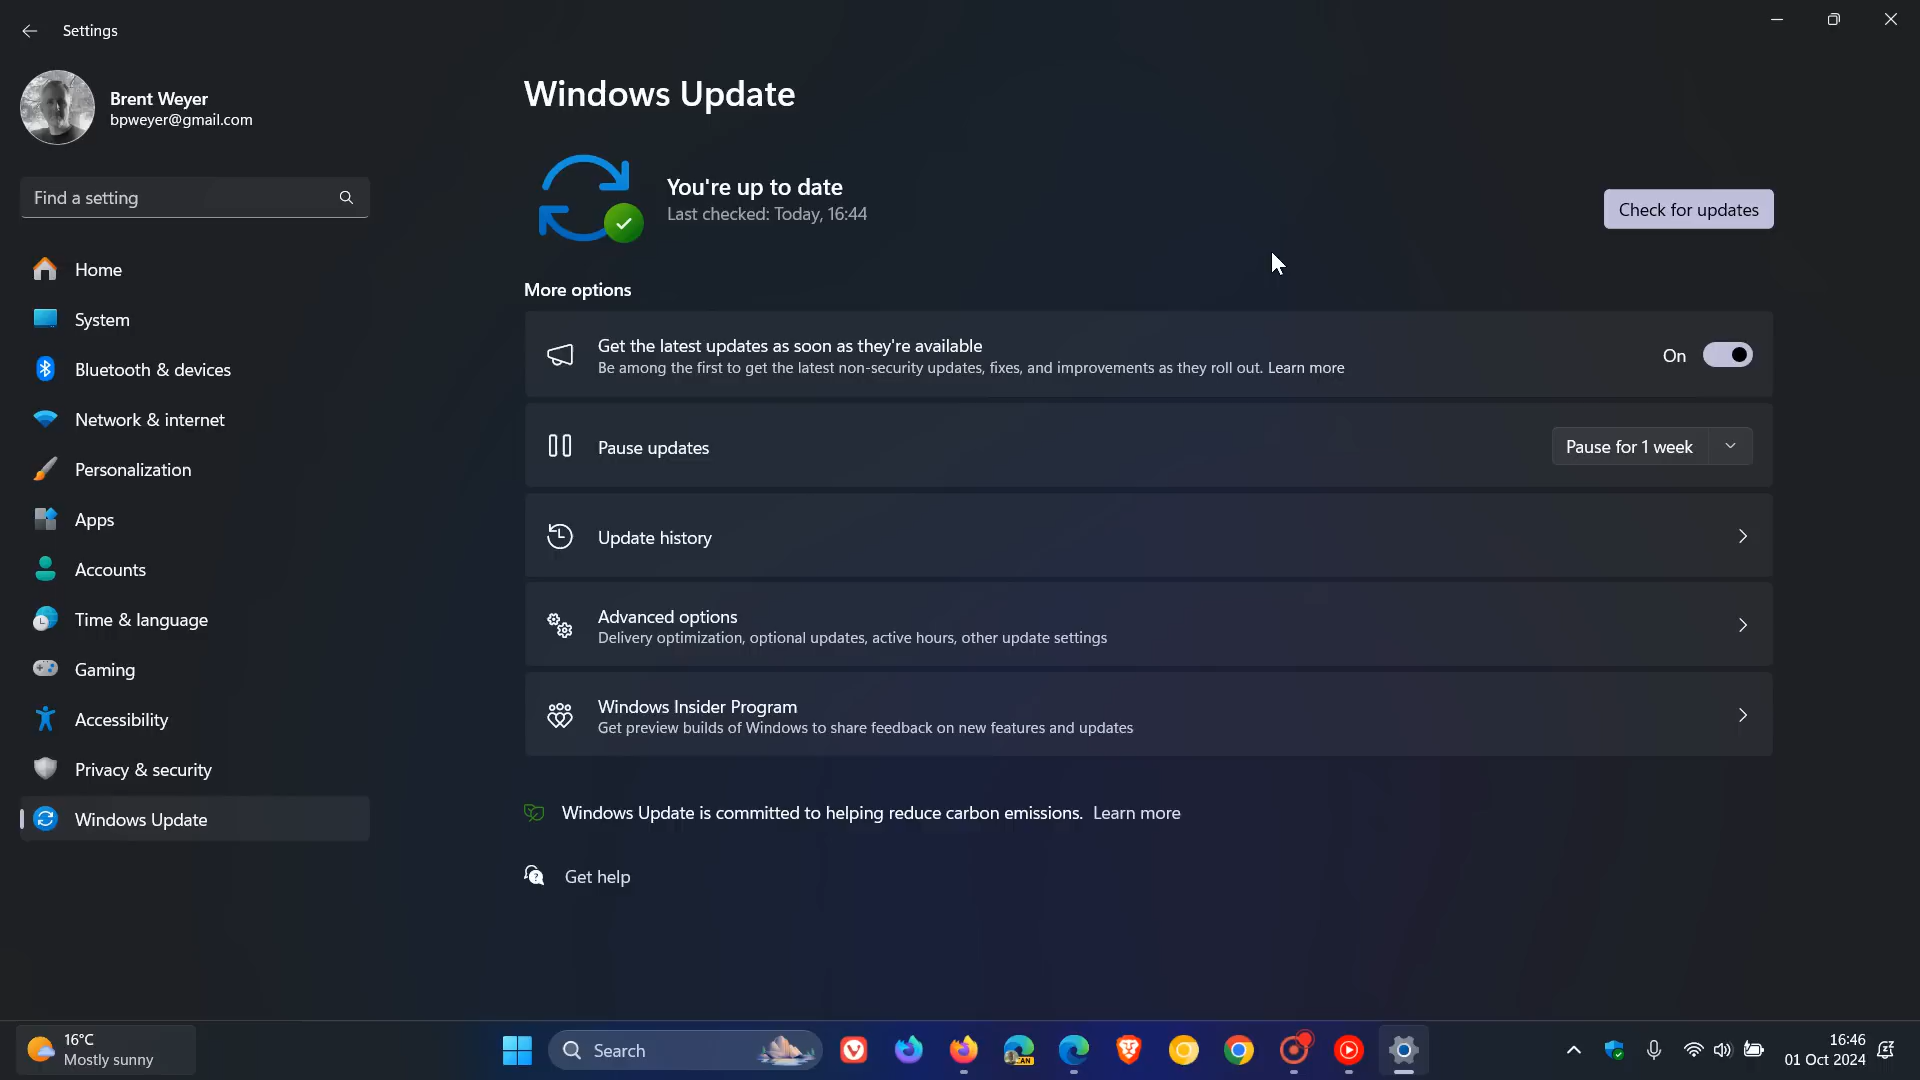 Settings
Brent Weyer
bpweyer@gmail.com
Find a setting
Home
System
Bluetooth & devices
Network & internet
Personalization
Apps
Accounts
Time & language
Gaming
Accessibility
Privacy & security
Windows Update
Windows Update
You're up to date
Last checked: Today, 16:44
Check for updates
More options
Get the latest updates as soon as they're available
Be among the first to get the latest non-security updates, fixes, and improvements as they roll out. Learn more
On
Pause updates
Pause for 1 week
Update history
Advanced options
Delivery optimization, optional updates, active hours, other update settings
Windows Insider Program
Get preview builds of Windows to share feedback on new features and updates
Windows Update is committed to helping reduce carbon emissions. Learn more
Get help
16°C
Mostly sunny
Search
CAN
16:46
01 Oct 2024